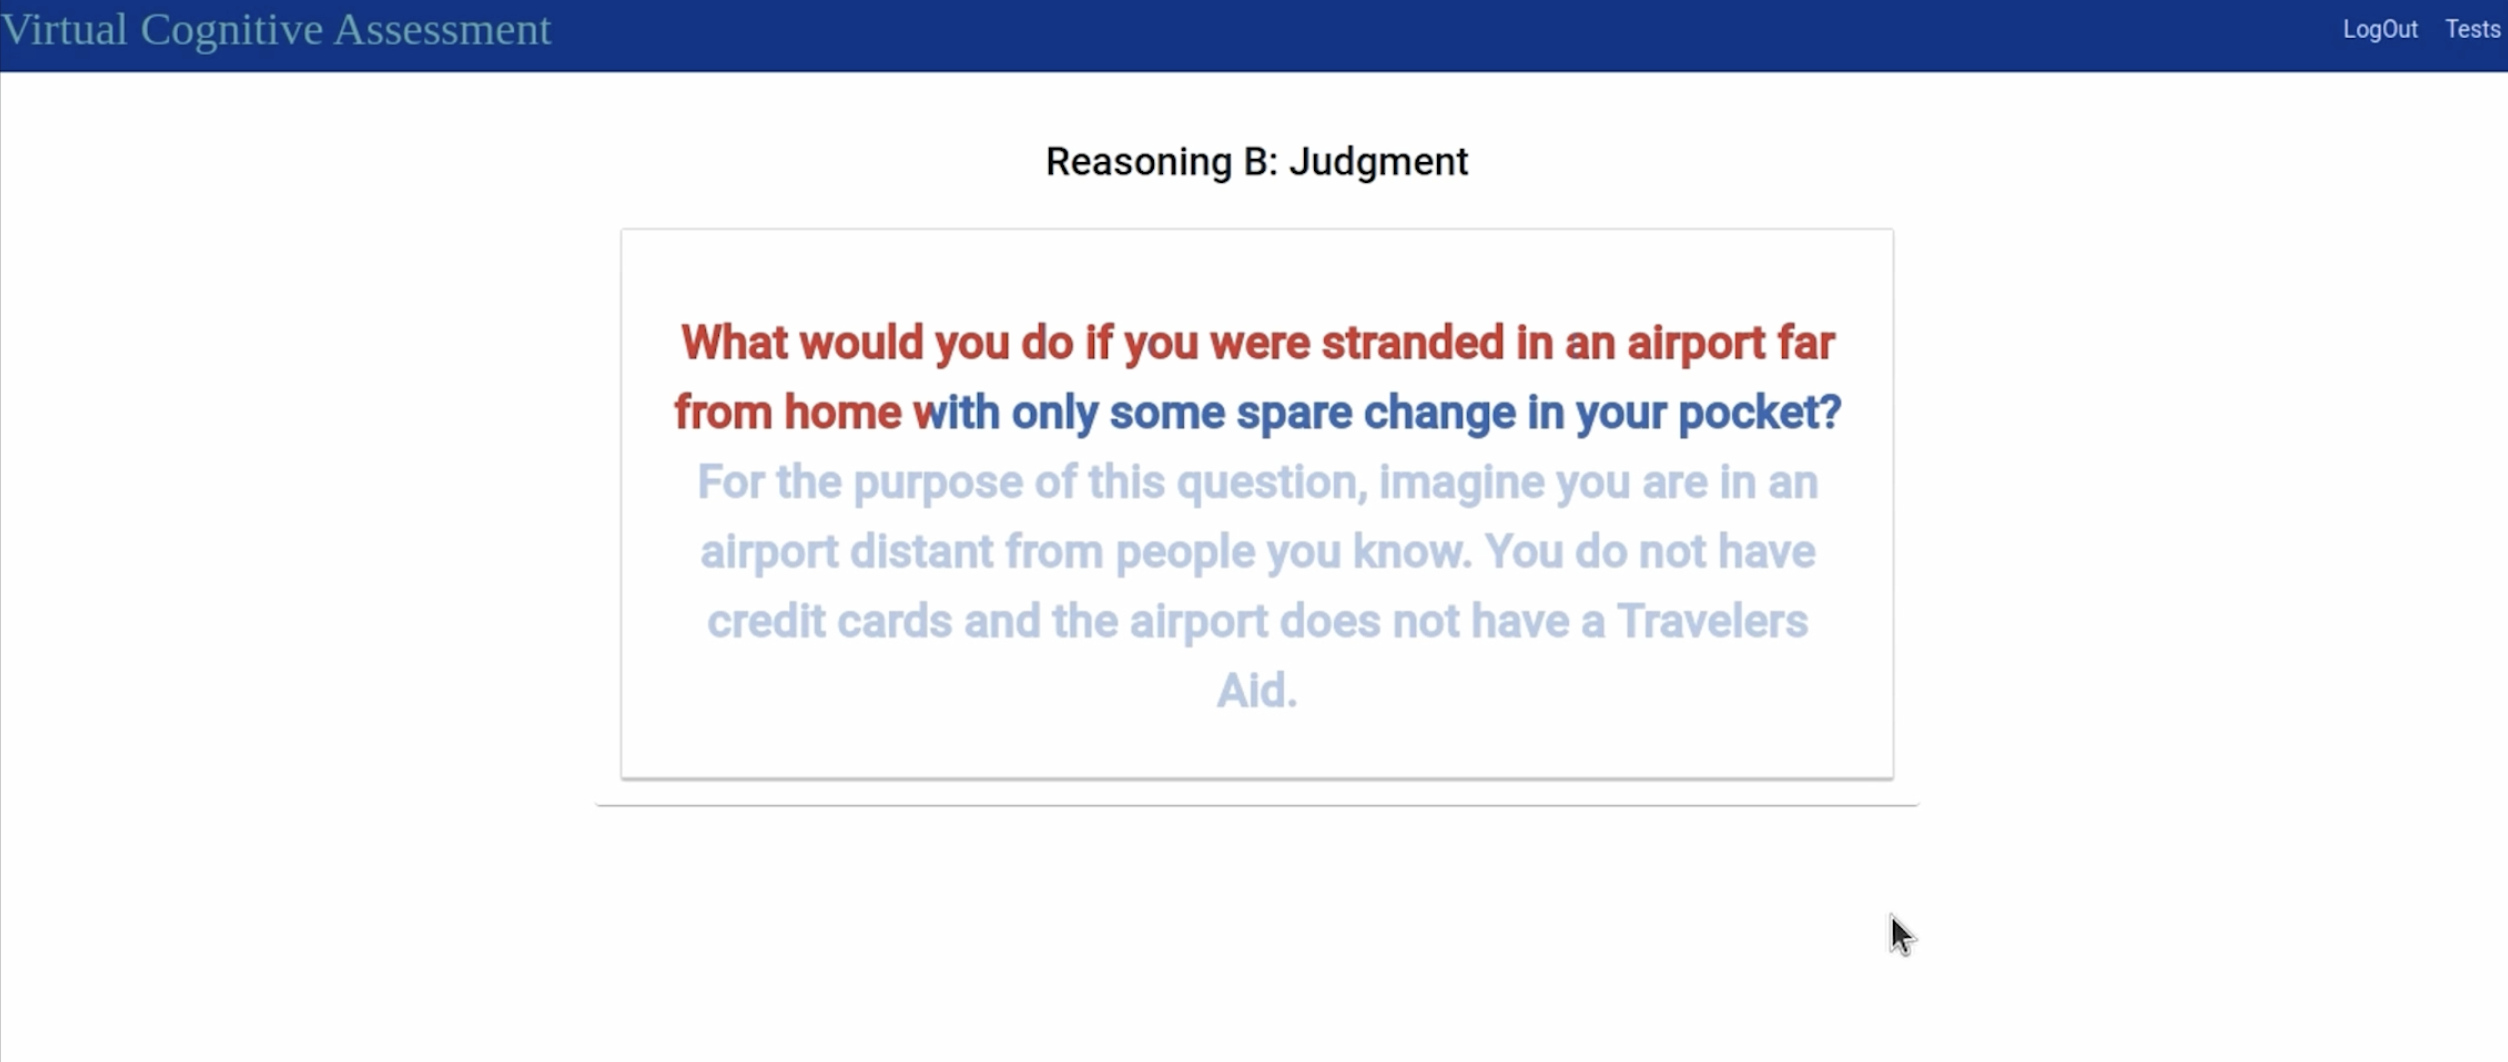 Virtual Cognitive Assessment
LogOut Tests
Reasoning B: Judgment
What would you do if you were stranded in an airport far
from home with only some spare change in your pocket?
For the purpose of this question, imagine you are in an
airport distant from people you know. You do not have
credit cards and the airport does not have a Travelers
Aid.